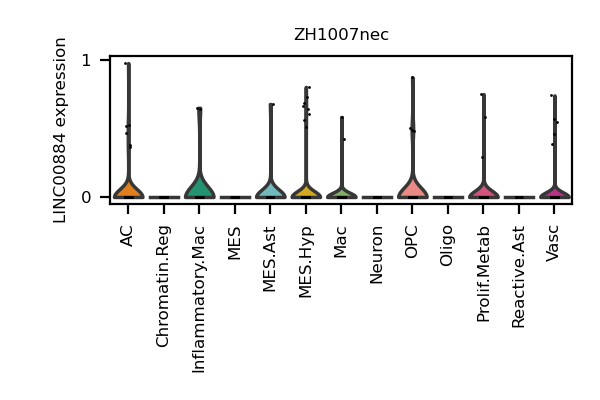 ZH1007nec
LINC00884 expression
1
0
AC
Chromatin.Reg
Inflammatory.Mac
MES
MES.Ast
MES.Hyp
Mac
Neuron
OPC
Oligo
Prolif.Metab
Reactive.Ast
Vasc